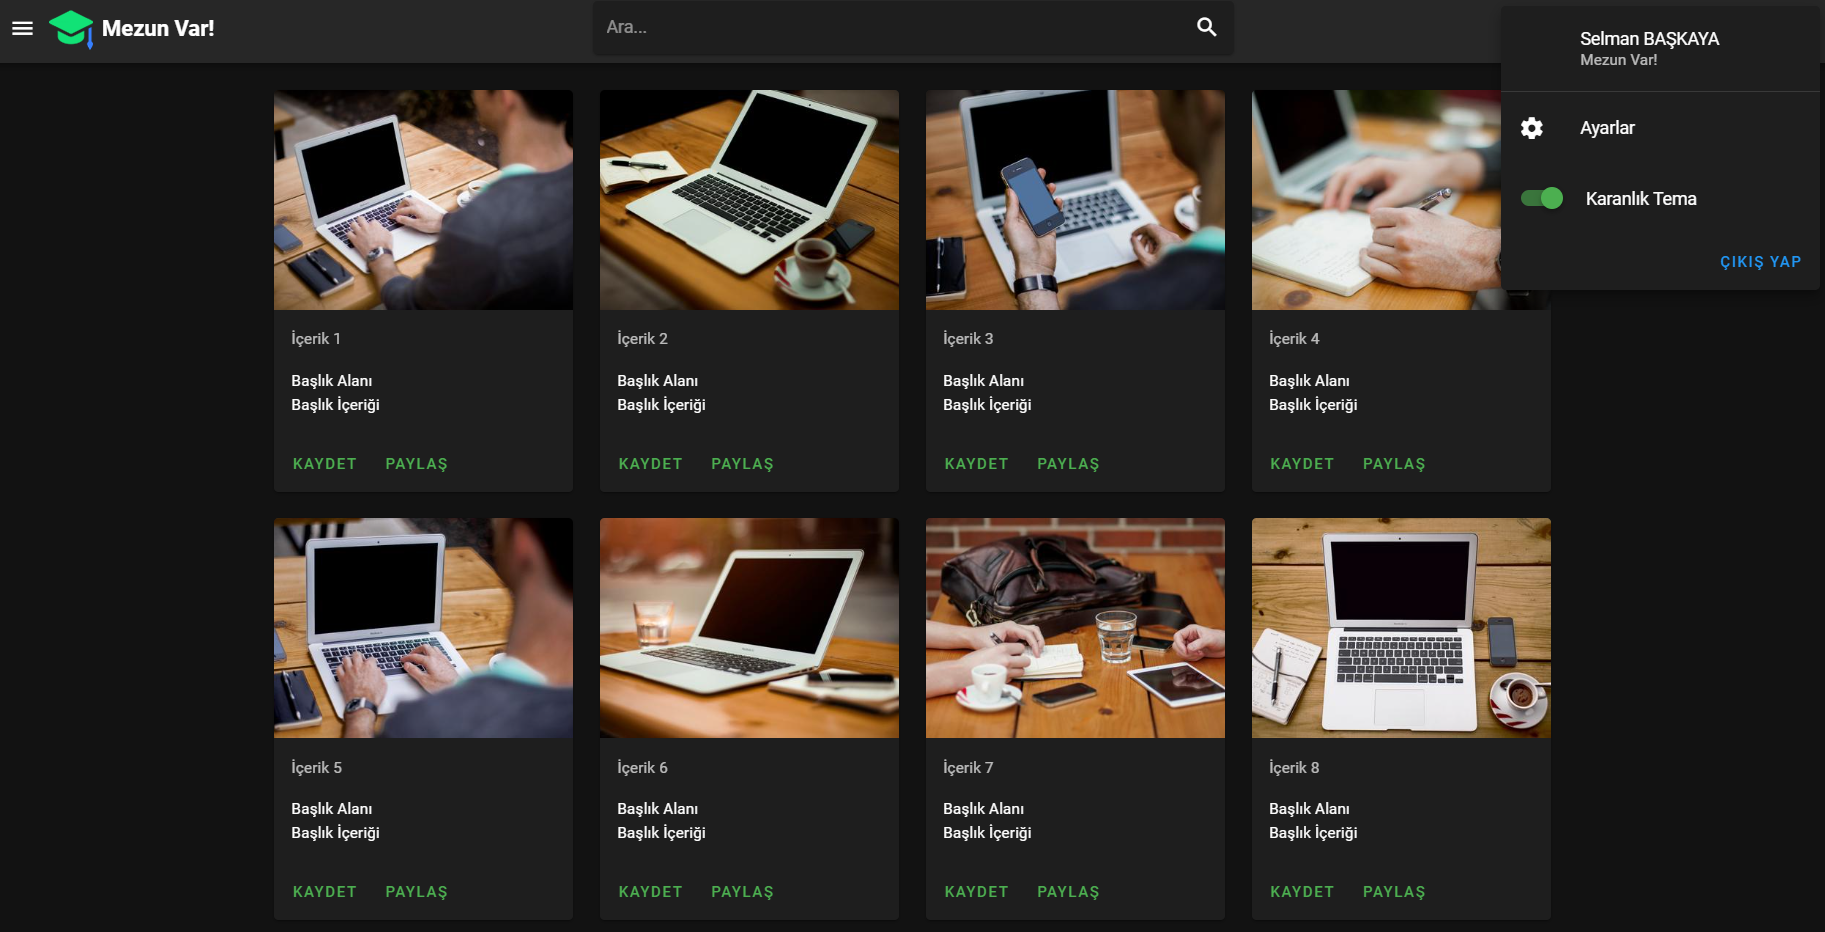 Mezun Var!
Ara...
Selman BAŞKAYA
Mezun Var!
Ayarlar
Karanlık Tema
ÇIKIŞ YAP
İçerik 1
Başlık Alanı
Başlık İçeriği
KAYDET PAYLAŞ
İçerik 2
Başlık Alanı
Başlık İçeriği
KAYDET PAYLAŞ
İçerik 3
Başlık Alanı
Başlık İçeriği
KAYDET PAYLAŞ
İçerik 4
Başlık Alanı
Başlık İçeriği
KAYDET PAYLAŞ
İçerik 5
Başlık Alanı
Başlık İçeriği
KAYDET PAYLAŞ
İçerik 6
Başlık Alanı
Başlık İçeriği
KAYDET PAYLAŞ
İçerik 7
Başlık Alanı
Başlık İçeriği
KAYDET PAYLAŞ
İçerik 8
Başlık Alanı
Başlık İçeriği
KAYDET PAYLAŞ